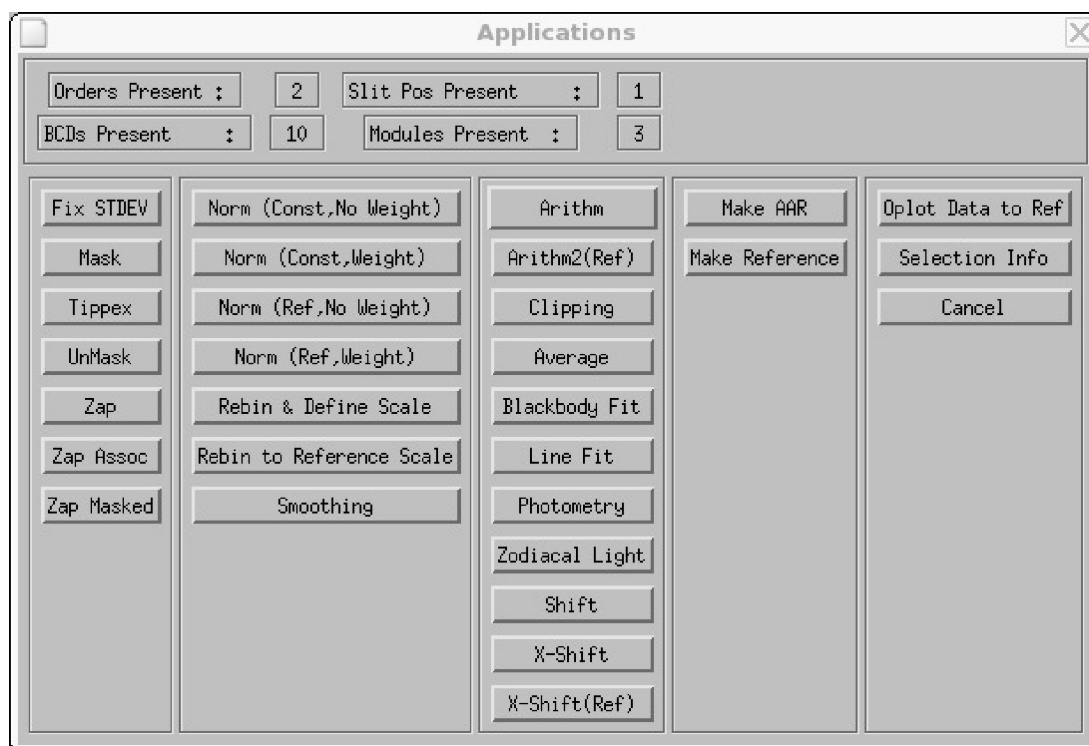 Applications
Orders Present : 2 Slit Pos Present : 1
BCDs Present : 10 Modules Present : 3
Fix STDEV Norm (Const,No Weight) Arithm Make AAR Oplot Data to Ref
Mask Norm (Const,Weight) Arithm2(Ref) Make Reference Selection Info
Tippex Norm (Ref,No Weight) Clipping Cancel
UnMask Norm (Ref,Weight) Average
Zap Rebin & Define Scale Blackbody Fit
Zap Assoc Rebin to Reference Scale Line Fit
Zap Masked Smoothing Photometry
Zodiacal Light
Shift
X-Shift
X-Shift(Ref)